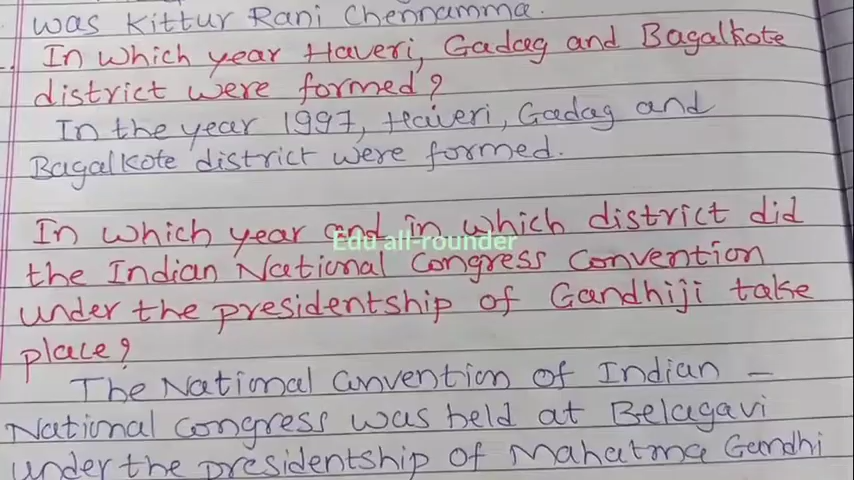 was Kittur Rani Chennamma.
In which year Haveri, Gadag and Bagalkote
district were formed?
In the year 1997, Haveri, Gadag and
Bagalkote district were formed.
In which year and in which district did
Edu all-rounder
the Indian National Congress Convention
under the presidentship of Gandhiji take
place?
The National Convention of Indian -
National Congress was held at Belagavi
under the presidentship of Mahatma Gandhi